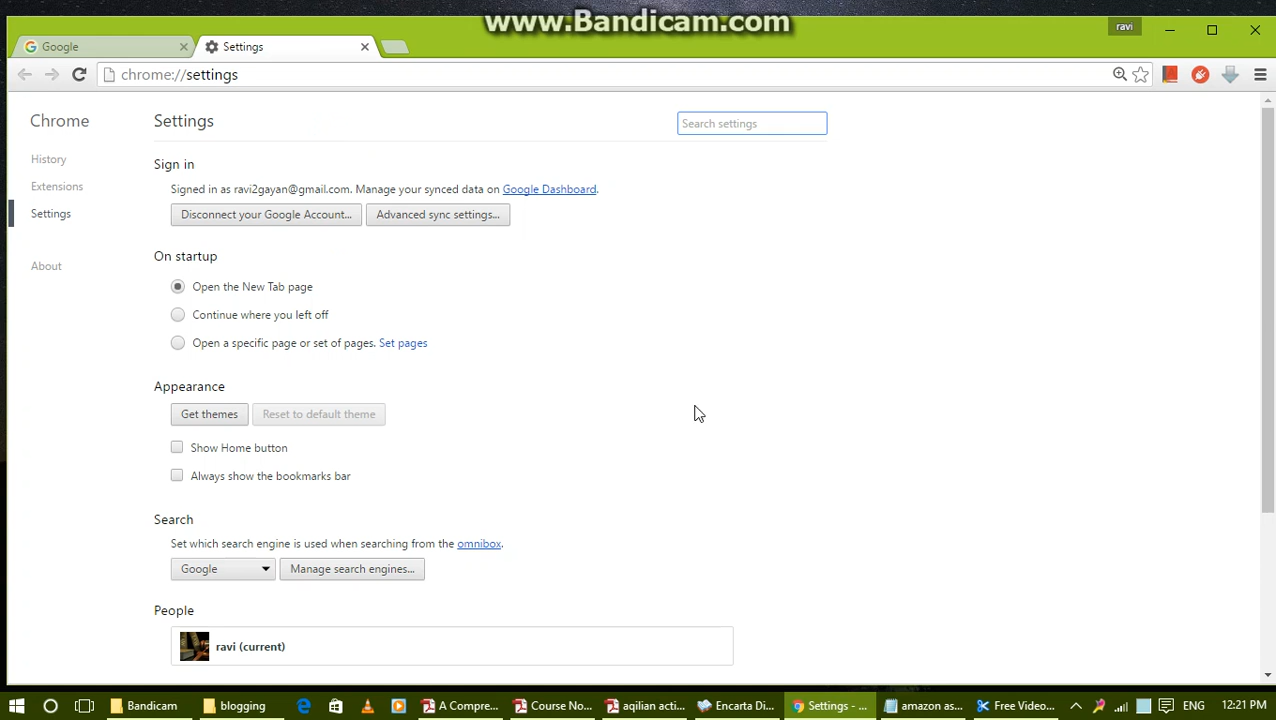 www.Bandicam.com
ravi
Google
Settings
chrome://settings
Chrome
Settings
Search settings
History
Extensions
Settings
About
Sign in
Signed in as ravi2gayan@gmail.com. Manage your synced data on Google Dashboard.
Disconnect your Google Account... Advanced sync settings...
On startup
Open the New Tab page
Continue where you left off
Open a specific page or set of pages. Set pages
Appearance
Get themes Reset to default theme
Show Home button
Always show the bookmarks bar
Search
Set which search engine is used when searching from the omnibox.
Google Manage search engines...
People
ravi (current)
Bandicam blogging A Compre... Course No... aqilian acti... Encarta Di... Settings - ... amazon as... Free Video... ENG 12:21 PM